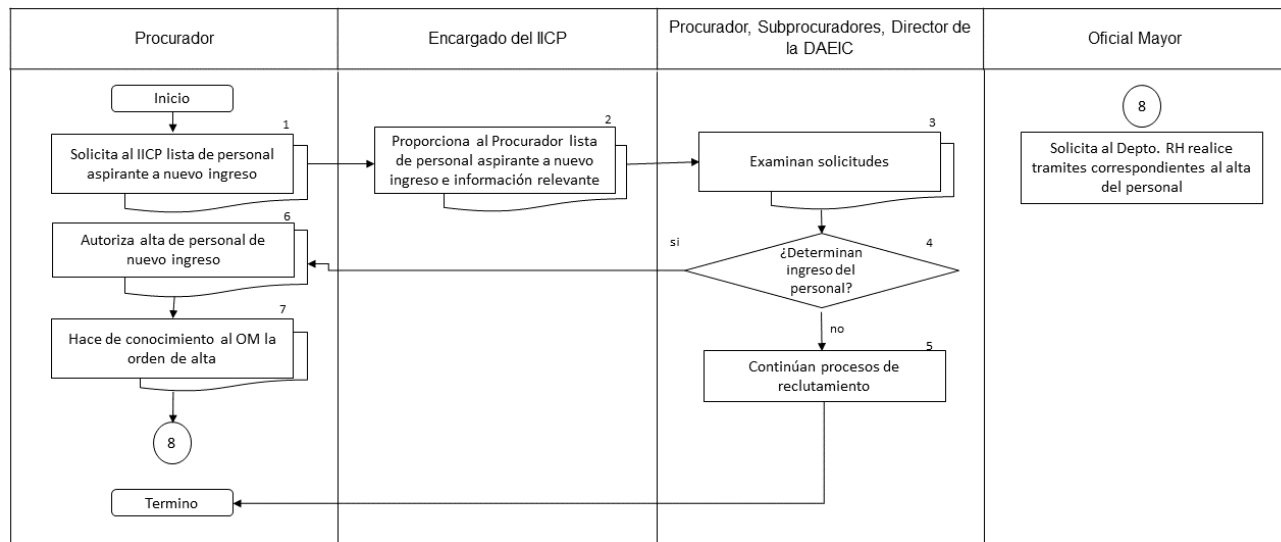 Procurador
Encargado del IICP
Procurador, Subprocuradores, Director de
la DAEIC
Oficial Mayor
Inicio
1
Solicita al IICP lista de personal
aspirante a nuevo ingreso
2
Proporciona al Procurador lista
de personal aspirante a nuevo
ingreso e información relevante
3
Examinan solicitudes
8
Solicita al Depto. RH realice
tramites correspondientes al alta
del personal
6
Autoriza alta de personal de
nuevo ingreso
si
4
¿Determinan
ingreso del
personal?
no
7
Hace de conocimiento al OM la
orden de alta
5
Continúan procesos de
reclutamiento
8
Termino